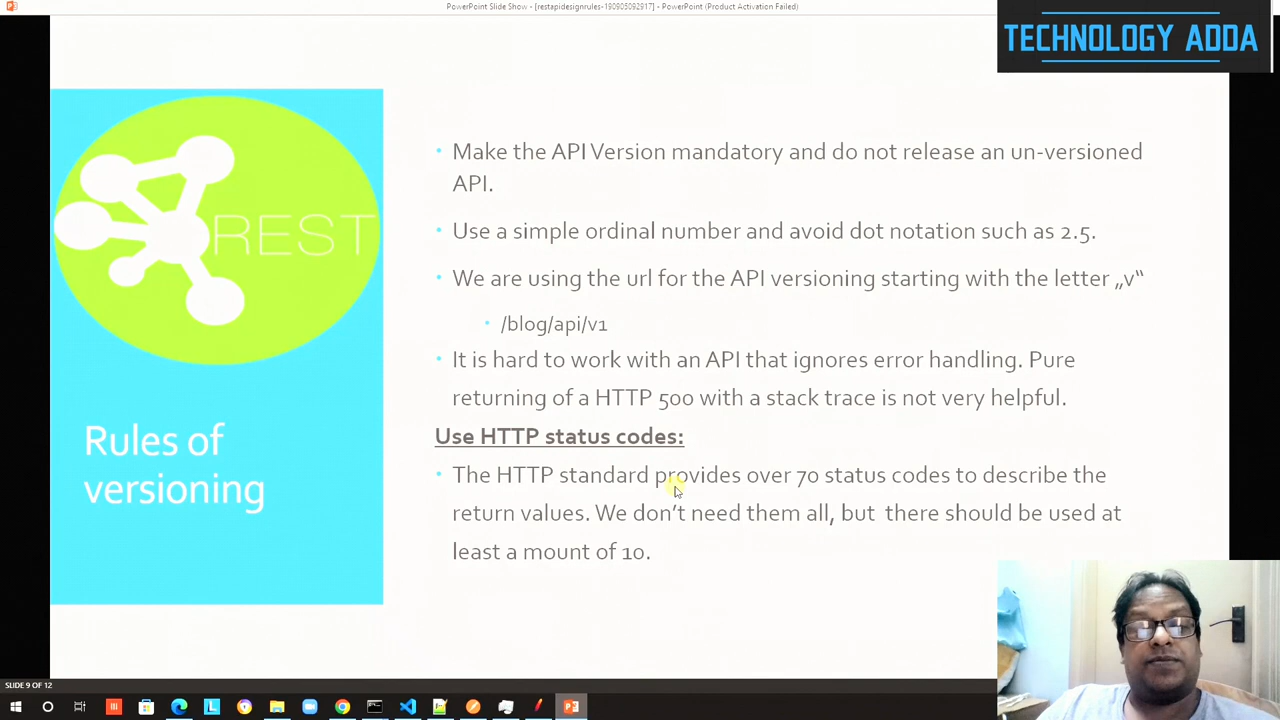 PowerPoint Slide Show - [restapidesignrules-190905092917] - PowerPoint (Product Activation Failed)
TECHNOLOGY ADDA
REST
Rules of
versioning
• Make the API Version mandatory and do not release an un-versioned
API.
• Use a simple ordinal number and avoid dot notation such as 2.5.
• We are using the url for the API versioning starting with the letter „v“
• /blog/api/v1
• It is hard to work with an API that ignores error handling. Pure
returning of a HTTP 500 with a stack trace is not very helpful.
Use HTTP status codes:
• The HTTP standard provides over 70 status codes to describe the
return values. We don’t need them all, but there should be used at
least a mount of 10.
SLIDE 9 OF 12